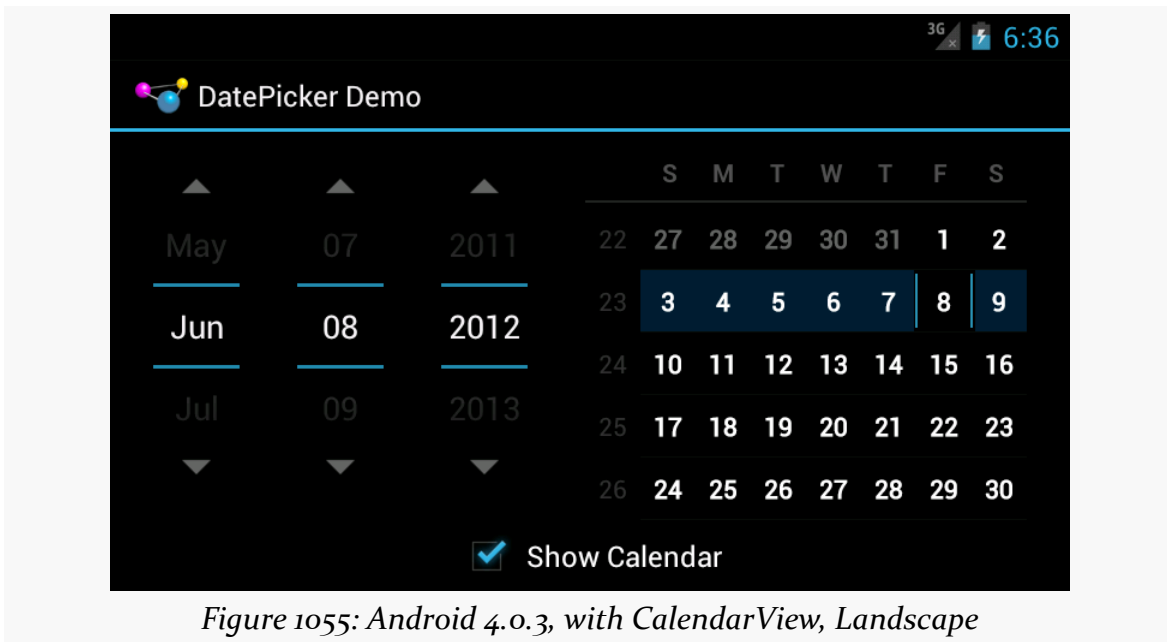 3G 6:36
DatePicker Demo
S M T W T F S
May 07 2011
22 27 28 29 30 31 1 2
23 3 4 5 6 7 8 9
Jun 08 2012
24 10 11 12 13 14 15 16
Jul 09 2013
25 17 18 19 20 21 22 23
26 24 25 26 27 28 29 30
Show Calendar
Figure 1055: Android 4.0.3, with CalendarView, Landscape